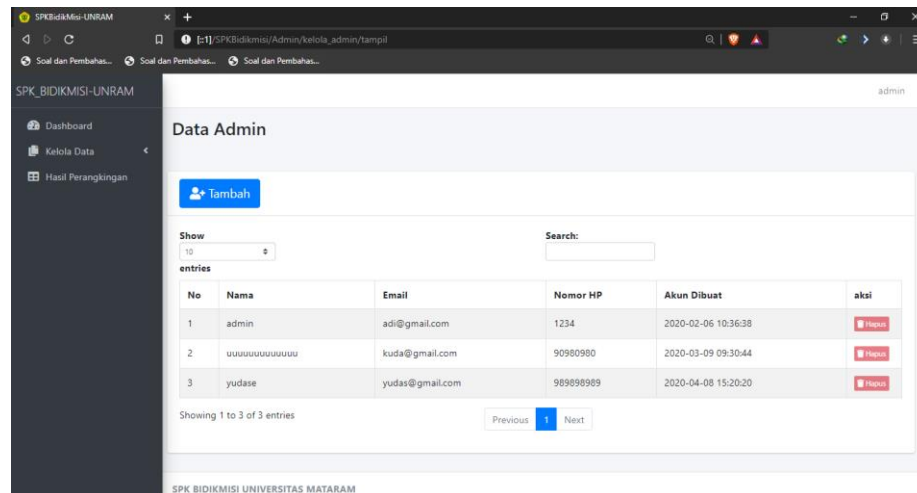 SPKBidikMisi-UNRAM
[::1]/SPKBidikmisi/Admin/kelola_admin/tampil
Soal dan Pembahas... Soal dan Pembahas... Soal dan Pembahas...
SPK_BIDIKMISI-UNRAM
admin
Dashboard
Kelola Data
Hasil Perangkingan
Data Admin
Tambah
Show
10
entries
Search:
No Nama Email Nomor HP Akun Dibuat aksi
1 admin adi@gmail.com 1234 2020-02-06 10:36:38 Hapus
2 uuuuuuuuuuuu kuda@gmail.com 90980980 2020-03-09 09:30:44 Hapus
3 yudase yudas@gmail.com 989898989 2020-04-08 15:20:20 Hapus
Showing 1 to 3 of 3 entries
Previous 1 Next
SPK BIDIKMISI UNIVERSITAS MATARAM